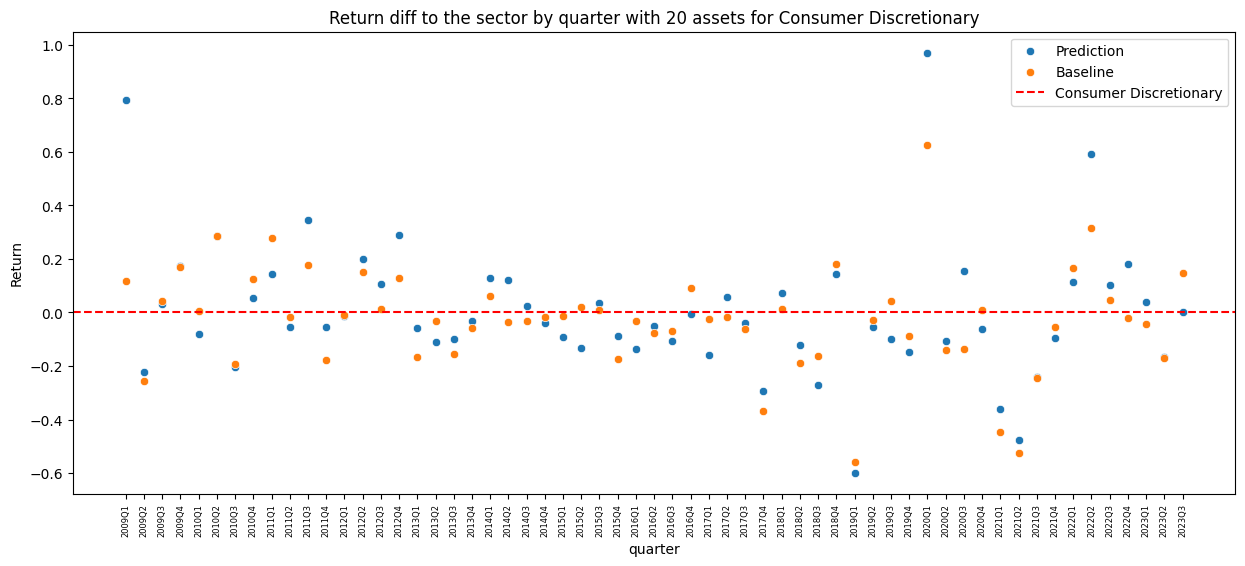 Return diff to the sector by quarter with 20 assets for Consumer Discretionary
Prediction
Baseline
Consumer Discretionary
1.0
0.8
0.6
0.4
0.2
0.0
−0.2
−0.4
−0.6
Return
2009Q1
2009Q2
2009Q3
2009Q4
2010Q1
2010Q2
2010Q3
2010Q4
2011Q1
2011Q2
2011Q3
2011Q4
2012Q1
2012Q2
2012Q3
2012Q4
2013Q1
2013Q2
2013Q3
2013Q4
2014Q1
2014Q2
2014Q3
2014Q4
2015Q1
2015Q2
2015Q3
2015Q4
2016Q1
2016Q2
2016Q3
2016Q4
2017Q1
2017Q2
2017Q3
2017Q4
2018Q1
2018Q2
2018Q3
2018Q4
2019Q1
2019Q2
2019Q3
2019Q4
2020Q1
2020Q2
2020Q3
2020Q4
2021Q1
2021Q2
2021Q3
2021Q4
2022Q1
2022Q2
2022Q3
2022Q4
2023Q1
2023Q2
2023Q3
quarter